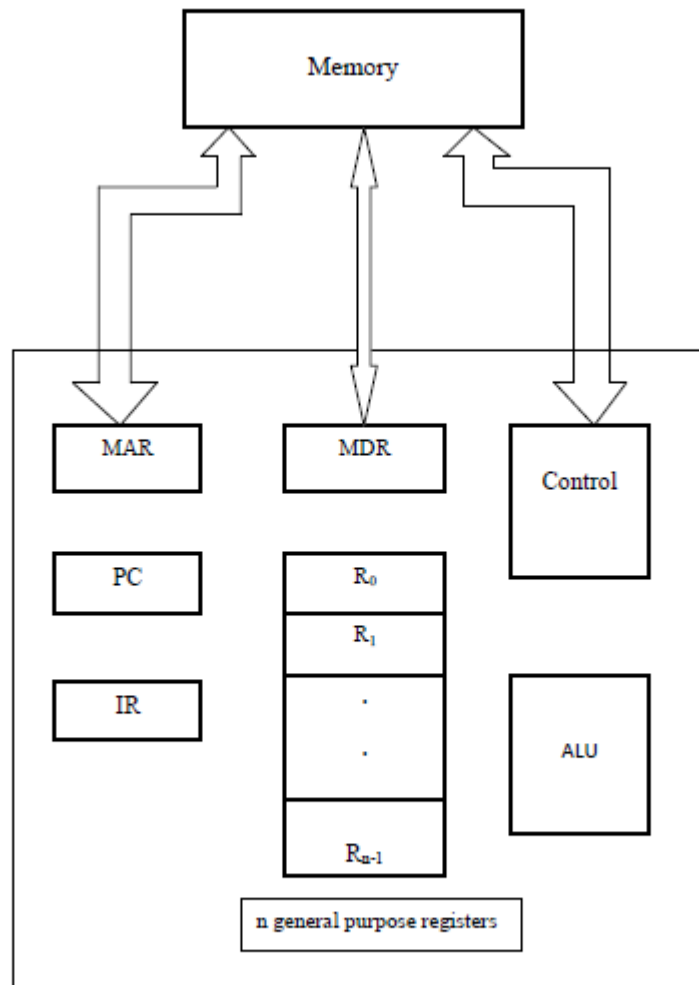 Memory
MAR
MDR
Control
PC
R₀
R₁
IR
.
.
ALU
Rₙ₋₁
n general purpose registers